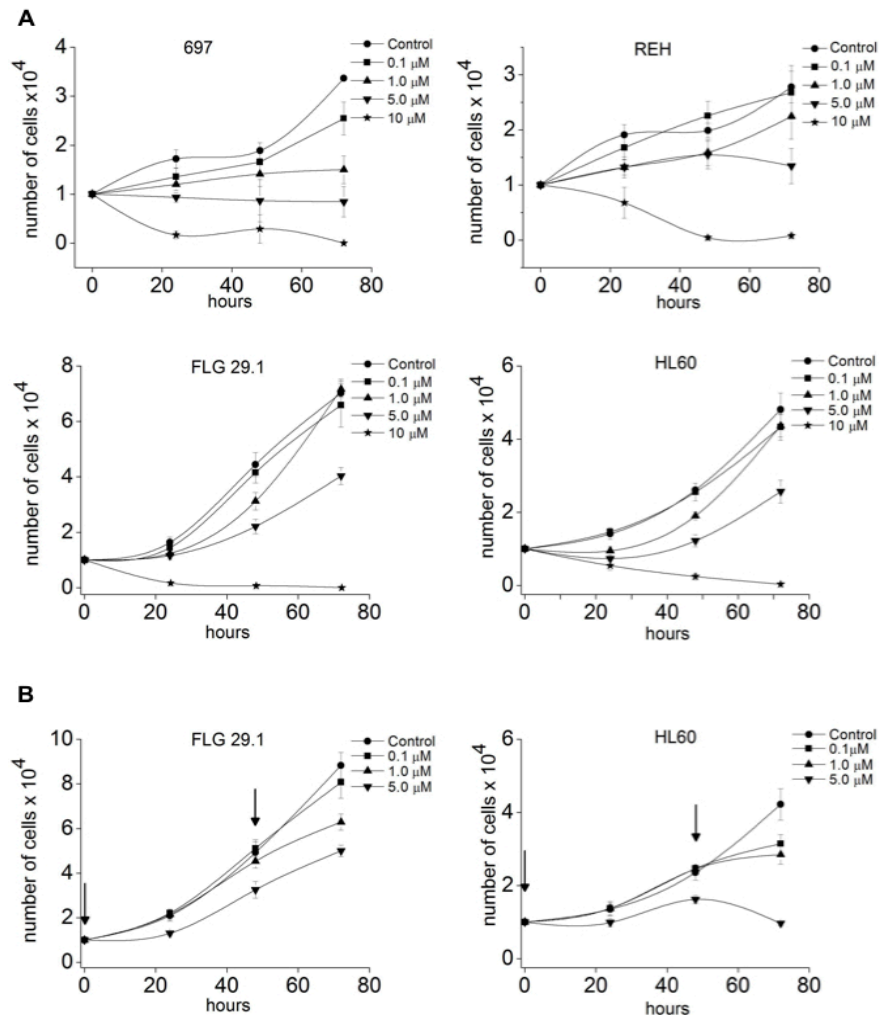 A
697
Control
0.1 μM
1.0 μM
5.0 μM
10 μM
number of cells x 10⁴
4
3
2
1
0
0 20 40 60 80
hours
REH
Control
0.1 μM
1.0 μM
5.0 μM
10 μM
number of cells x 10⁴
3
2
1
0
0 20 40 60 80
hours
FLG 29.1
Control
0.1 μM
1.0 μM
5.0 μM
10 μM
number of cells x 10⁴
8
6
4
2
0
0 20 40 60 80
hours
HL60
Control
0.1 μM
1.0 μM
5.0 μM
10 μM
number of cells x 10⁴
6
4
2
0
0 20 40 60 80
hours
B
FLG 29.1
Control
0.1 μM
1.0 μM
5.0 μM
number of cells x 10⁴
10
8
6
4
2
0
0 20 40 60 80
hours
HL60
Control
0.1μM
1.0 μM
5.0 μM
number of cells x 10⁴
6
4
2
0
0 20 40 60 80
hours